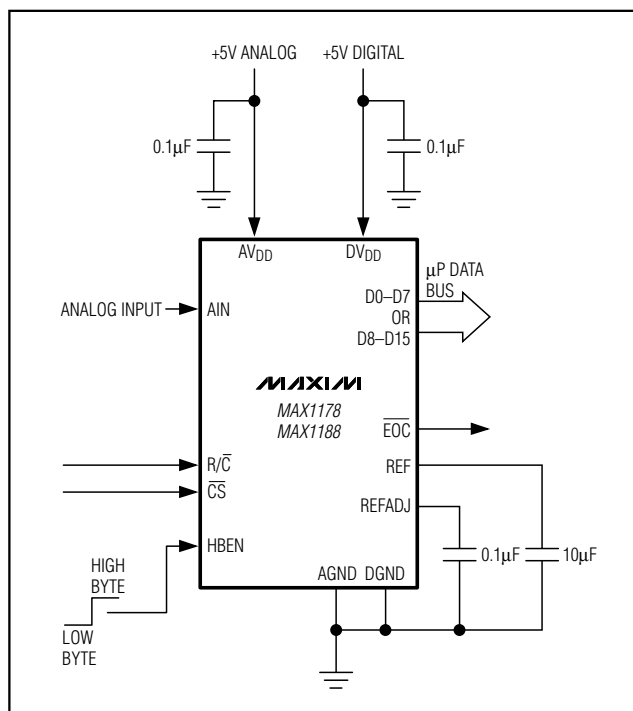 +5V ANALOG
+5V DIGITAL
0.1µF
0.1µF
AVDD
DVDD
µP DATA
BUS
ANALOG INPUT
AIN
D0–D7
OR
D8–D15
MAXIM
MAX1178
MAX1188
EOC
R/C
REF
CS
REFADJ
HBEN
0.1µF
10µF
HIGH
BYTE
AGND
DGND
LOW
BYTE